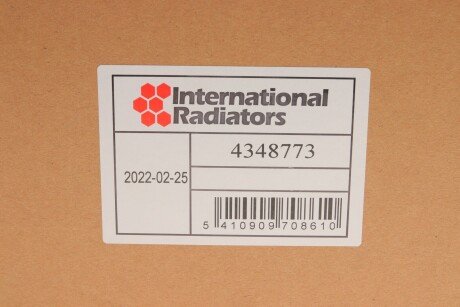 International
Radiators
4348773
2022-02-25
5 410909 708610